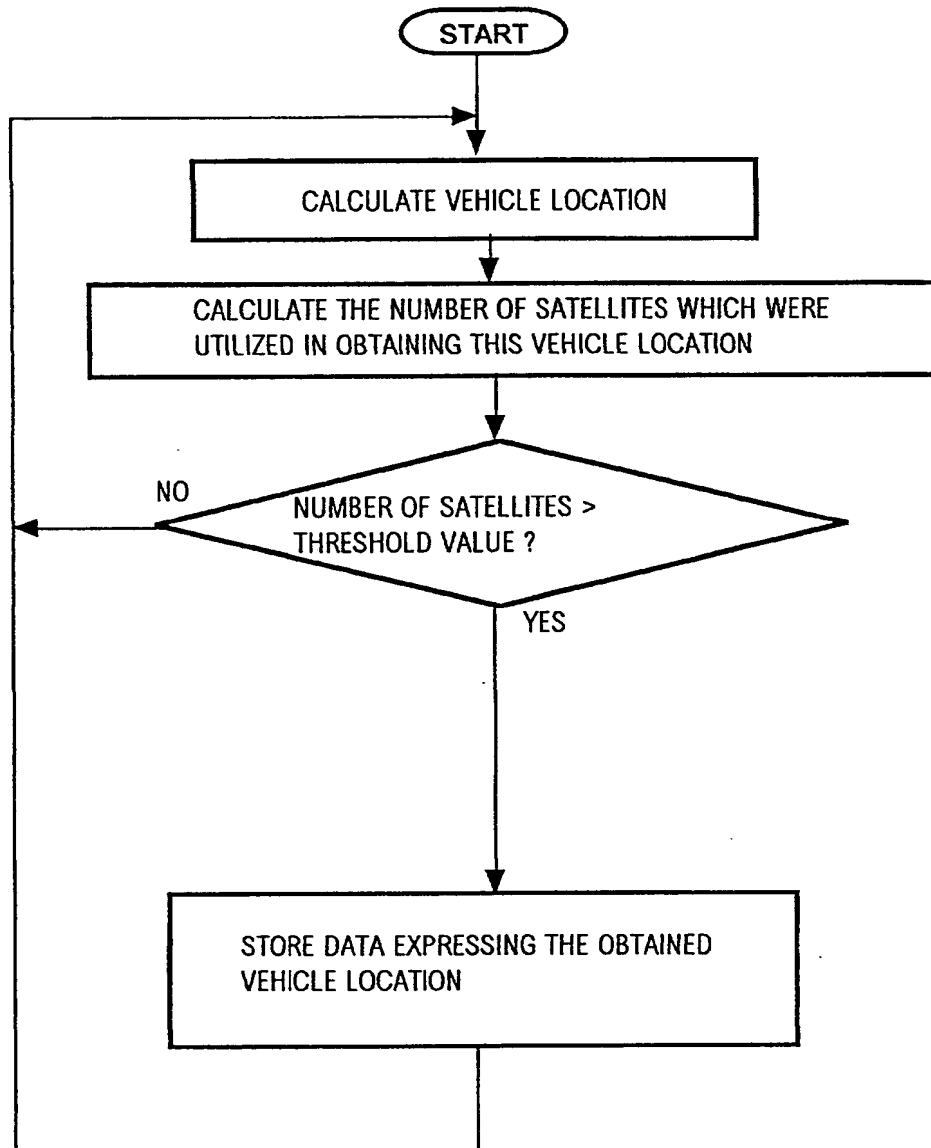 START
CALCULATE VEHICLE LOCATION
CALCULATE THE NUMBER OF SATELLITES WHICH WERE
UTILIZED IN OBTAINING THIS VEHICLE LOCATION
NO
NUMBER OF SATELLITES >
THRESHOLD VALUE ?
YES
STORE DATA EXPRESSING THE OBTAINED
VEHICLE LOCATION